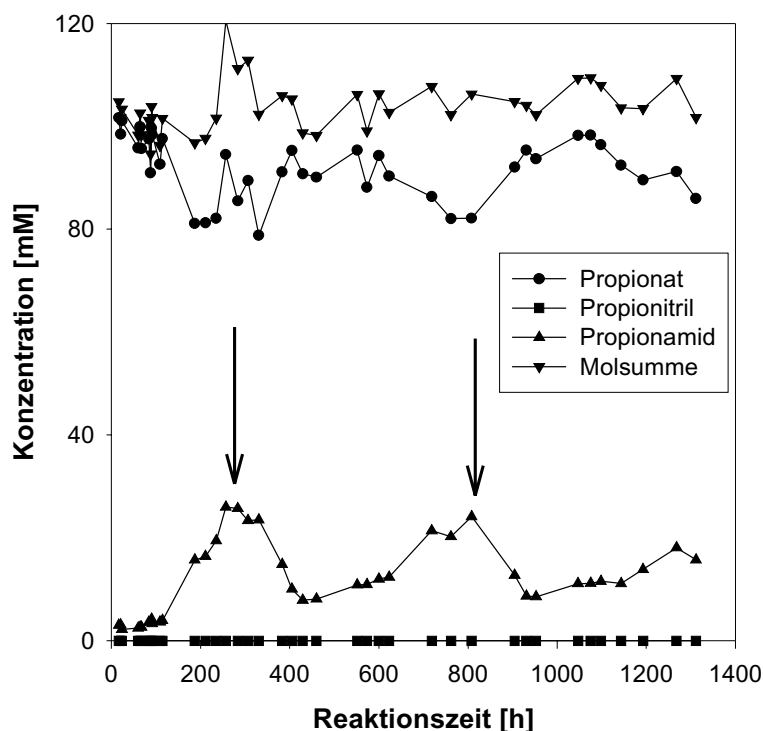 120
80
40
0
Konzentration [mM]
Propionat
Propionitril
Propionamid
Molsumme
0 200 400 600 800 1000 1200 1400
Reaktionszeit [h]